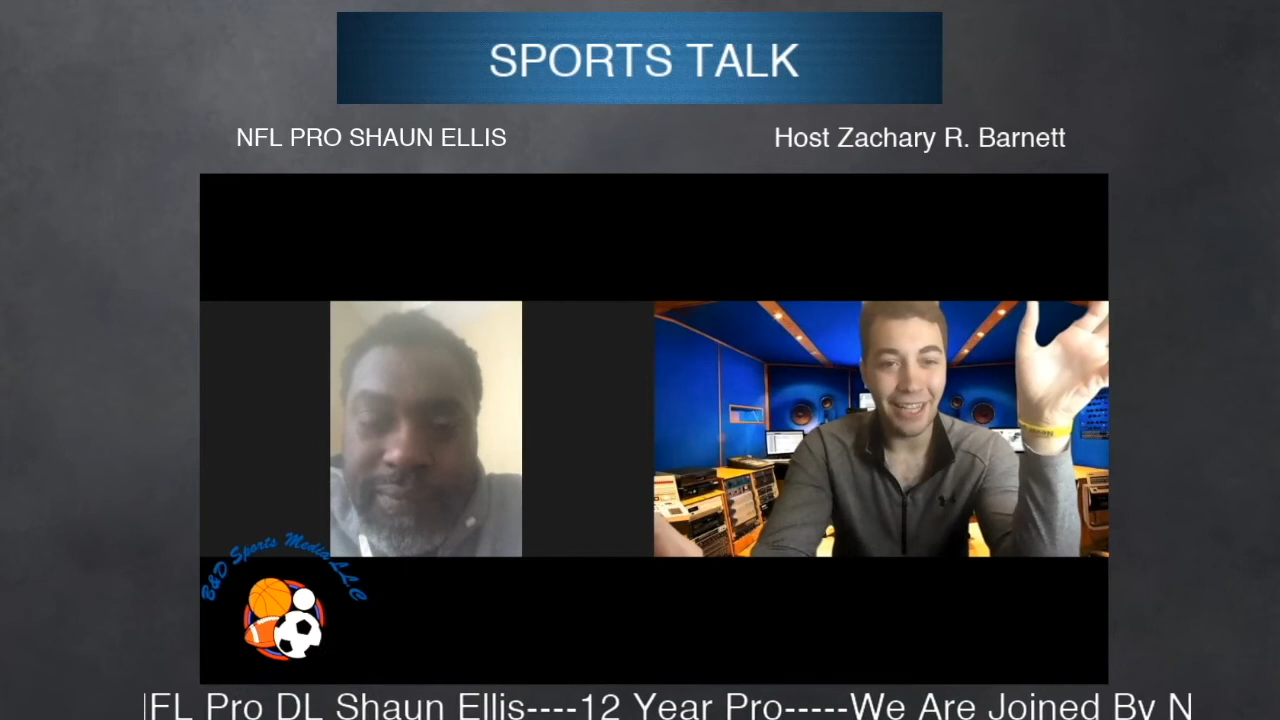 SPORTS TALK
NFL PRO SHAUN ELLIS
Host Zachary R. Barnett
B&D Sports Media L.L.C
FL Pro DL Shaun Ellis----12 Year Pro-----We Are Joined By N